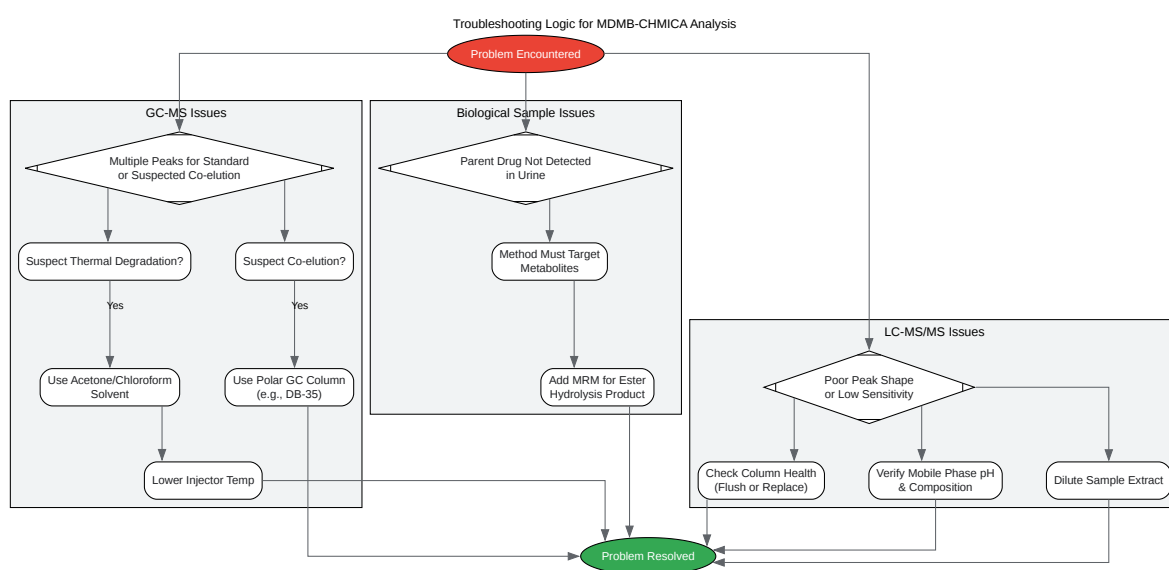 Troubleshooting Logic for MDMB-CHMICA Analysis
Problem Encountered
GC-MS Issues
Multiple Peaks for Standard
or Suspected Co-elution
Suspect Thermal Degradation?
Suspect Co-elution?
Yes
Yes
Use Acetone/Chloroform
Solvent
Use Polar GC Column
(e.g., DB-35)
Lower Injector Temp
Biological Sample Issues
Parent Drug Not Detected
in Urine
Method Must Target
Metabolites
Add MRM for Ester
Hydrolysis Product
LC-MS/MS Issues
Poor Peak Shape
or Low Sensitivity
Check Column Health
(Flush or Replace)
Verify Mobile Phase pH
& Composition
Dilute Sample Extract
Problem Resolved